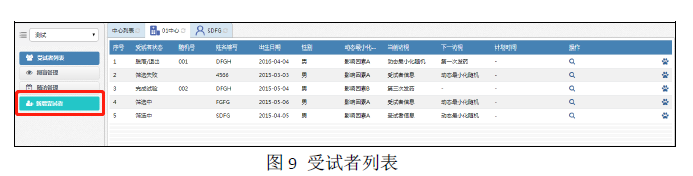 测试 中心列表 01中心 SDFG
受试者列表
随机管理
新增受试者
序号 受试者状态 随机号 姓名缩写 出生日期 性别 动态最小化... 当前访视 下一访视 计划时间 操作
1 脱落/退出 001 DFGH 2016-04-04 男 影响因素A 动态最小化随机 第一次发药 -
2 筛选失败 4566 2015-03-03 男 影响因素A 受试者信息 动态最小化随机 -
3 完成试验 002 DFGH 2015-05-04 男 影响因素B 第三次发药 - -
4 筛选中 FGFG 2015-05-06 男 影响因素A 受试者信息 动态最小化随机 -
5 筛选中 SDFG 2015-04-05 男 影响因素A 受试者信息 动态最小化随机 -
图 9 受试者列表